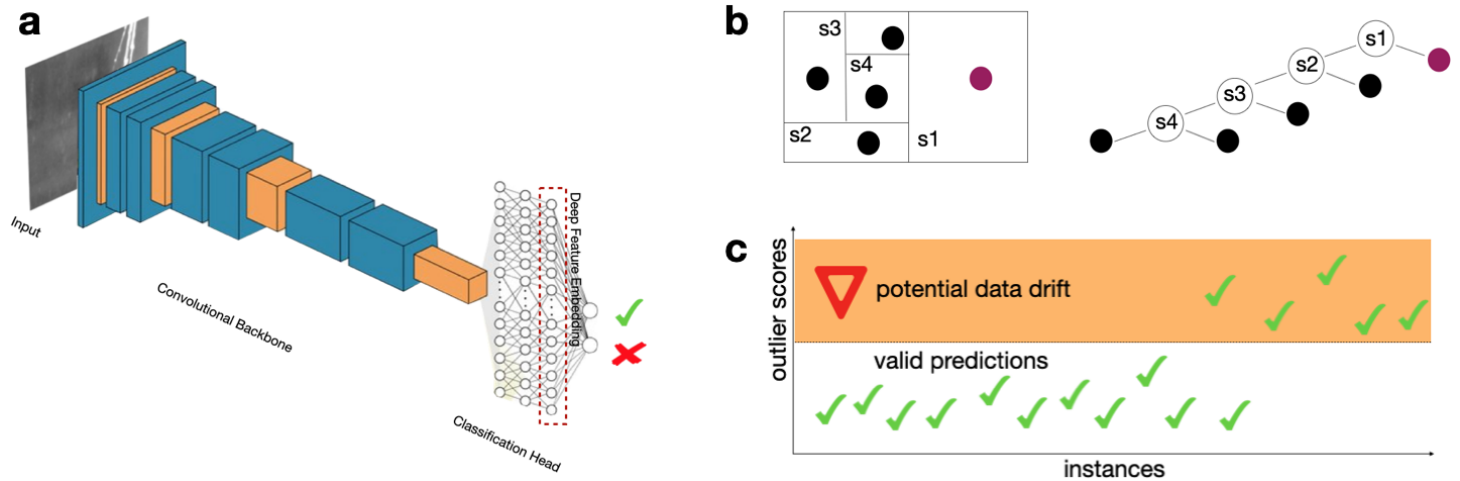 a
Input
Convolutional Backbone
Deep Feature Embedding
Classification Head
b
s3
s4
s2
s1
s1
s2
s3
s4
c
outlier scores
potential data drift
valid predictions
instances